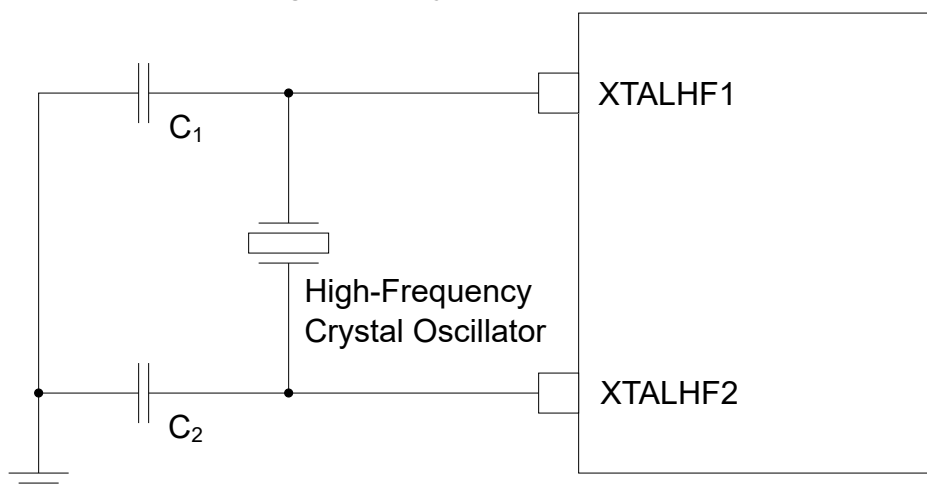 XTALHF1
C₁
High-Frequency
Crystal Oscillator
XTALHF2
C₂